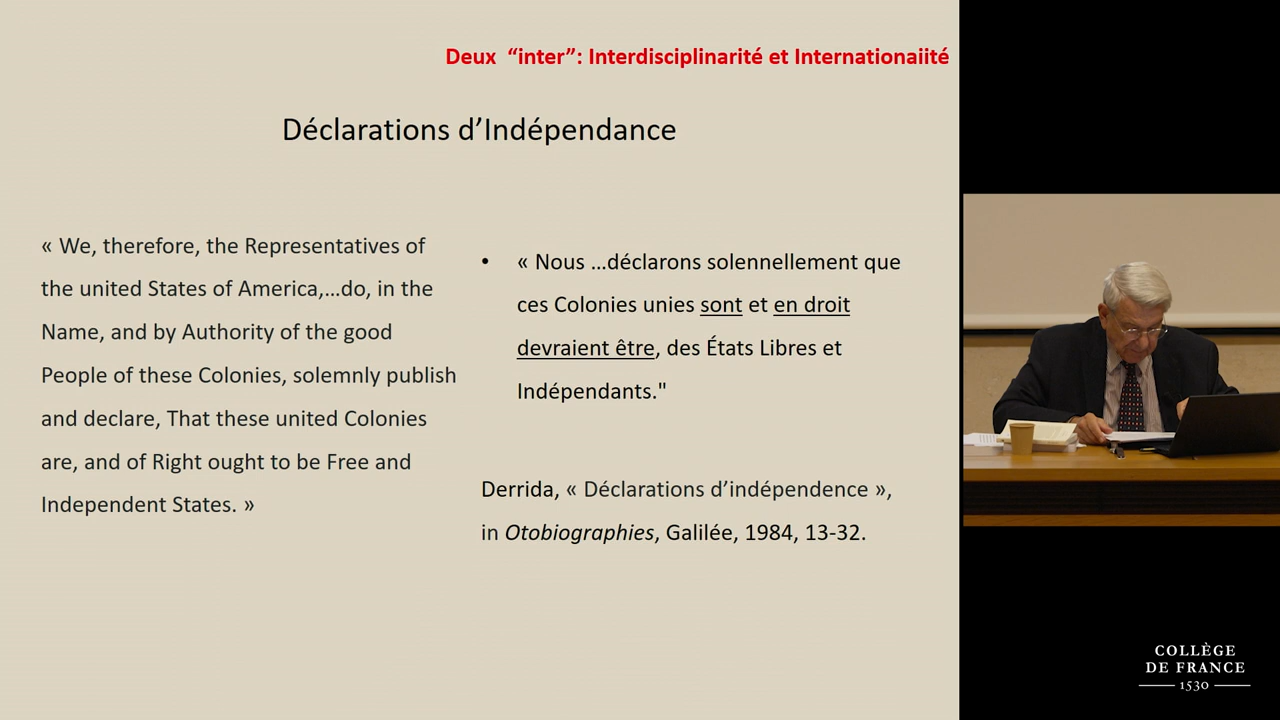 Deux “inter”: Interdisciplinarité et Internationaiité
Déclarations d’Indépendance
« We, therefore, the Representatives of
the united States of America,…do, in the
Name, and by Authority of the good
People of these Colonies, solemnly publish
and declare, That these united Colonies
are, and of Right ought to be Free and
Independent States. »
• « Nous …déclarons solennellement que
ces Colonies unies sont et en droit
devraient être, des États Libres et
Indépendants."
Derrida, « Déclarations d’indépendence »,
in Otobiographies, Galilée, 1984, 13-32.
COLLÈGE
DE FRANCE
1530